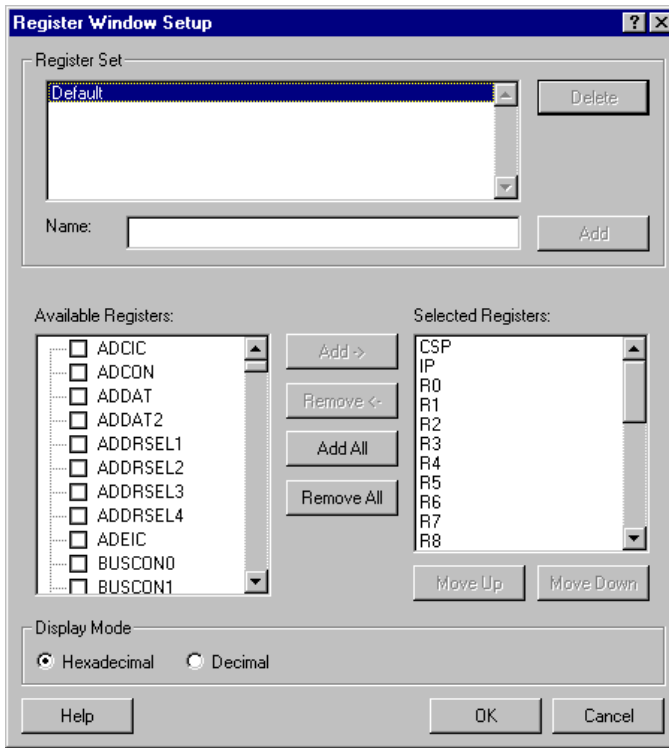 Register Window Setup
Register Set
Default
Delete
Name:
Add
Available Registers:
ADCIC
ADCON
ADDAT
ADDAT2
ADDRSEL1
ADDRSEL2
ADDRSEL3
ADDRSEL4
ADEIC
BUSCON0
BUSCON1
Add ->
Remove <-
Add All
Remove All
Selected Registers:
CSP
IP
R0
R1
R2
R3
R4
R5
R6
R7
R8
Move Up
Move Down
Display Mode
Hexadecimal
Decimal
Help
OK
Cancel